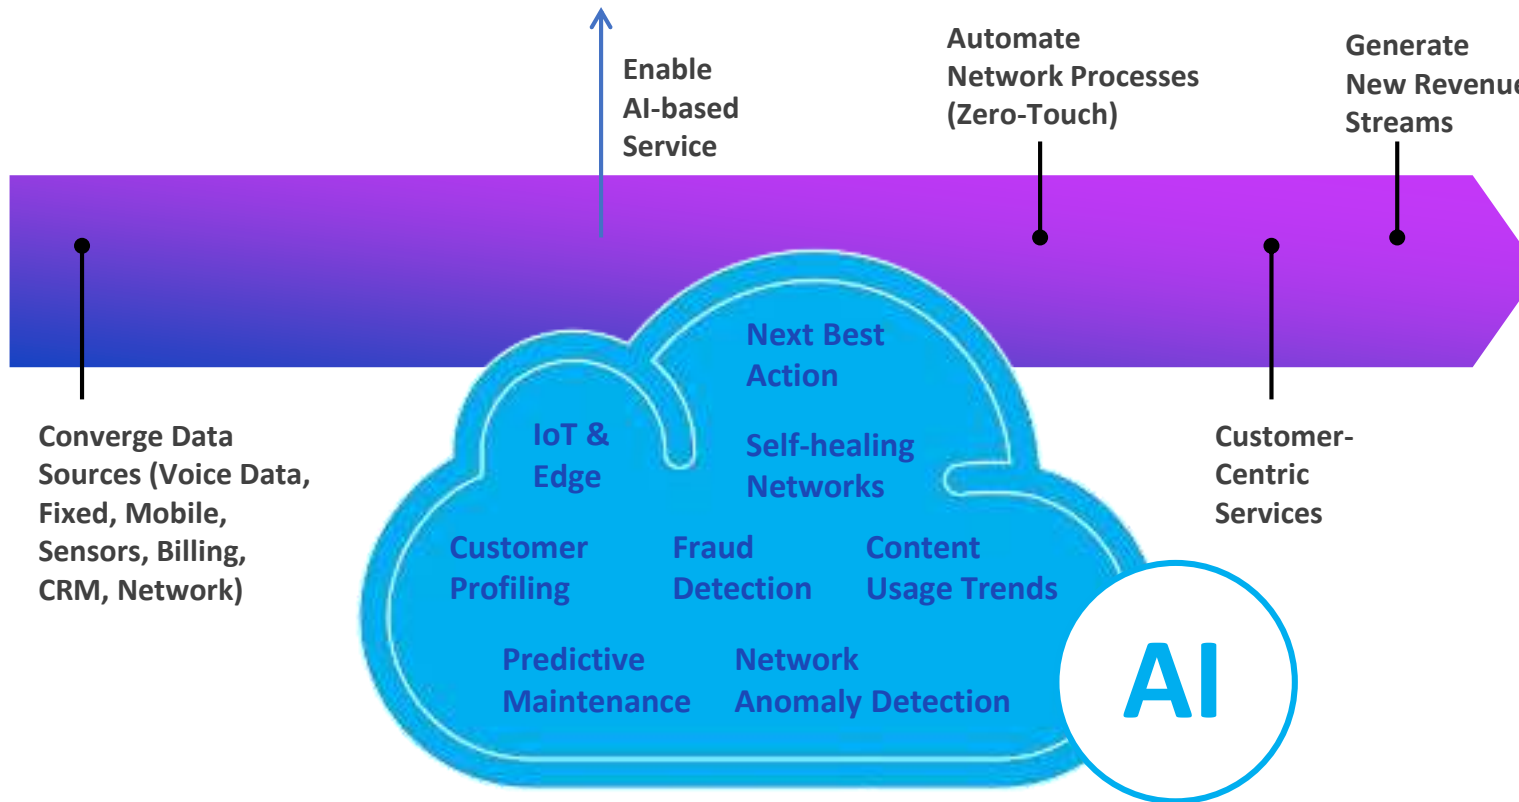 Enable
AI-based
Service
Automate
Network Processes
(Zero-Touch)
Generate
New Revenue
Streams
Converge Data
Sources (Voice Data,
Fixed, Mobile,
Sensors, Billing,
CRM, Network)
Next Best
Action
IoT &
Edge
Self-healing
Networks
Customer-
Centric
Services
Customer
Profiling
Fraud
Detection
Content
Usage Trends
Predictive
Maintenance
Network
Anomaly Detection
AI